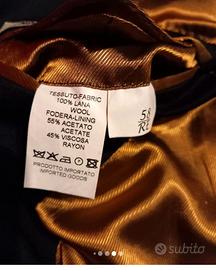 TESSUTO-FABRIC
100% LANA
WOOL
FODERA-LINING
55% ACETATO
ACETATE
45% VISCOSA
RAYON
PRODOTTO IMPORTATO
IMPORTED GOODS
subito